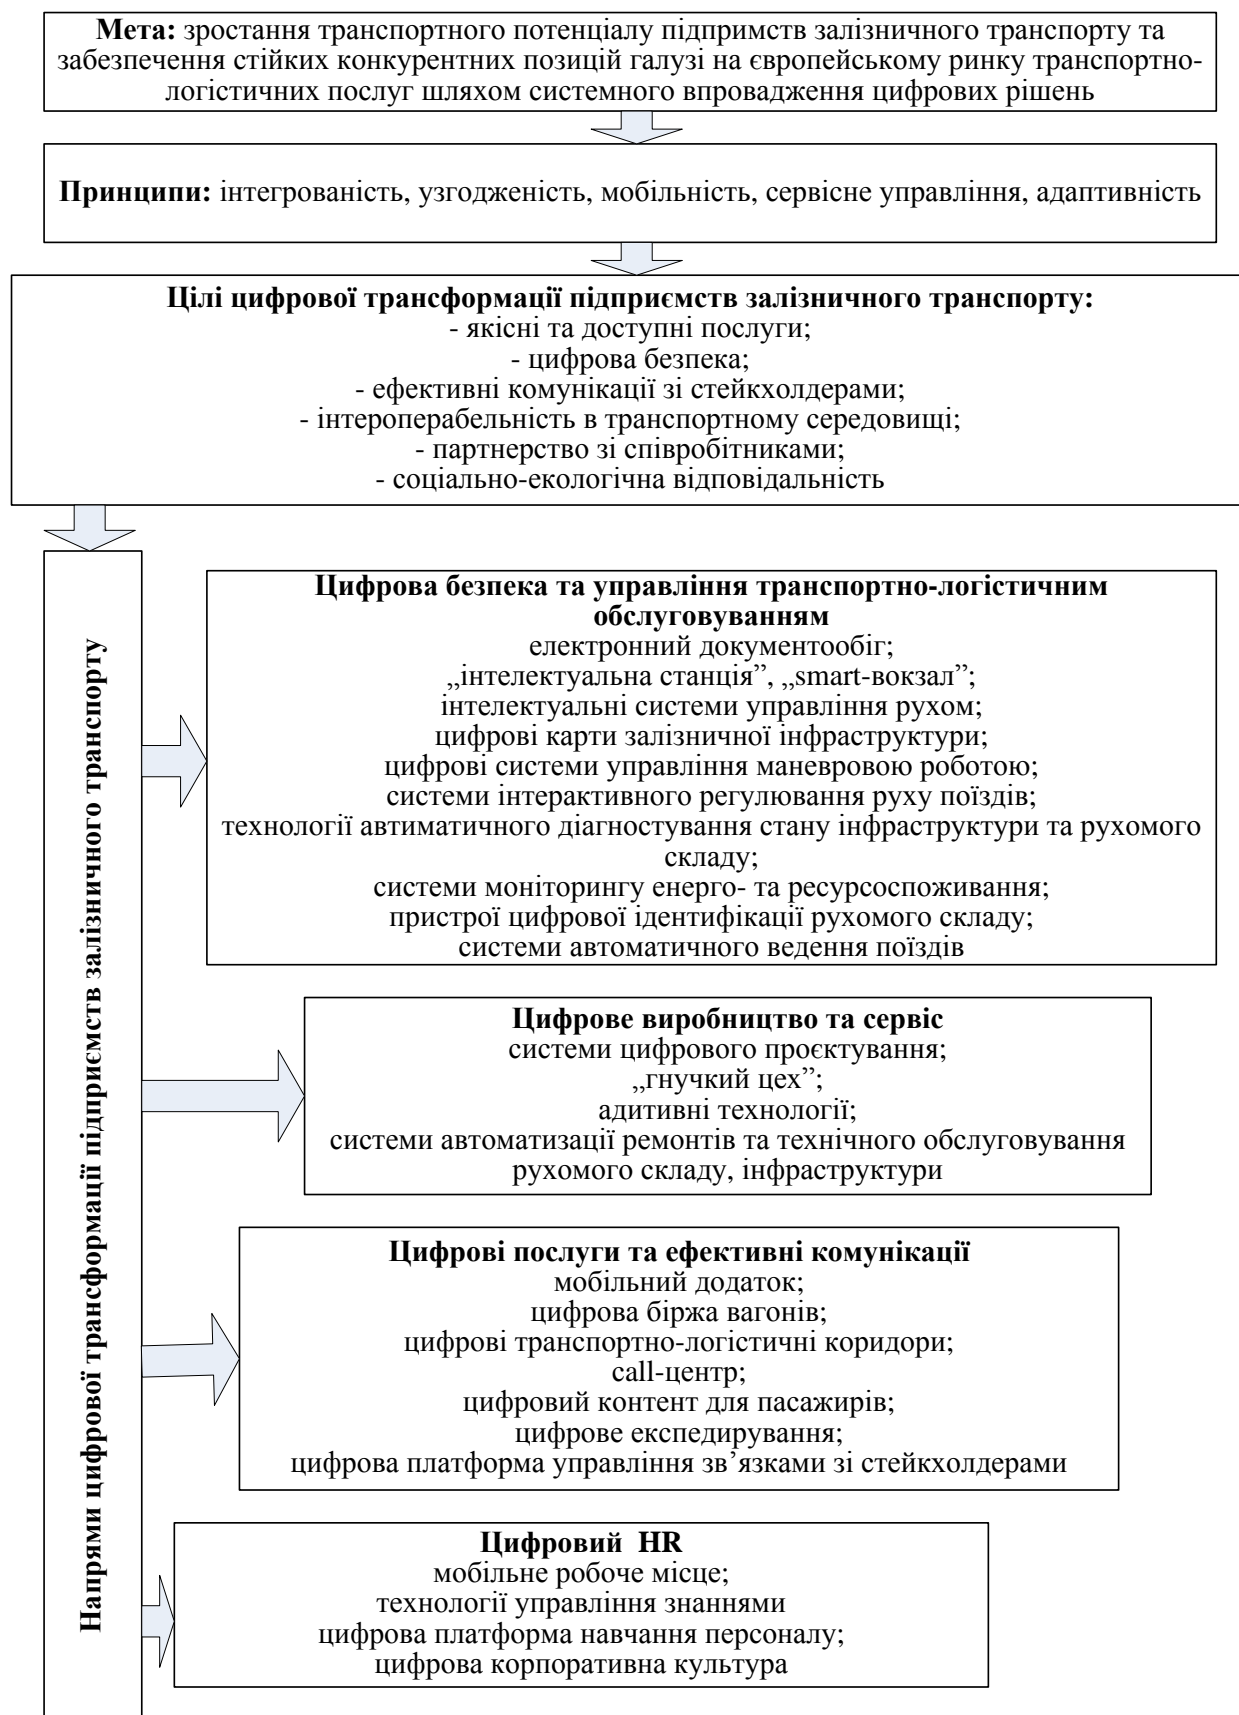 Мета: зростання транспортного потенціалу підпримств залізничного транспорту та
забезпечення стійких конкурентних позицій галузі на європейському ринку транспортно-
логістичних послуг шляхом системного впровадження цифрових рішень
Принципи: інтегрованість, узгодженість, мобільність, сервісне управління, адаптивність
Цілі цифрової трансформації підприємств залізничного транспорту:
- якісні та доступні послуги;
- цифрова безпека;
- ефективні комунікації зі стейкхолдерами;
- інтероперабельність в транспортному середовищі;
- партнерство зі співробітниками;
- соціально-екологічна відповідальність
Напрями цифрової трансформації підприємств залізничного транспорту
Цифрова безпека та управління транспортно-логістичним
обслуговуванням
електронний документообіг;
„інтелектуальна станція”, „smart-вокзал”;
інтелектуальні системи управління рухом;
цифрові карти залізничної інфраструктури;
цифрові системи управління маневровою роботою;
системи інтерактивного регулювання руху поїздів;
технології автиматичного діагностування стану інфраструктури та рухомого
складу;
системи моніторингу енерго- та ресурсоспоживання;
пристрої цифрової ідентифікації рухомого складу;
системи автоматичного ведення поїздів
Цифрове виробництво та сервіс
системи цифрового проєктування;
„гнучкий цех”;
адитивні технології;
системи автоматизації ремонтів та технічного обслуговування
рухомого складу, інфраструктури
Цифрові послуги та ефективні комунікації
мобільний додаток;
цифрова біржа вагонів;
цифрові транспортно-логістичні коридори;
call-центр;
цифровий контент для пасажирів;
цифрове експедирування;
цифрова платформа управління зв’язками зі стейкхолдерами
Цифровий HR
мобільне робоче місце;
технології управління знаннями
цифрова платформа навчання персоналу;
цифрова корпоративна культура